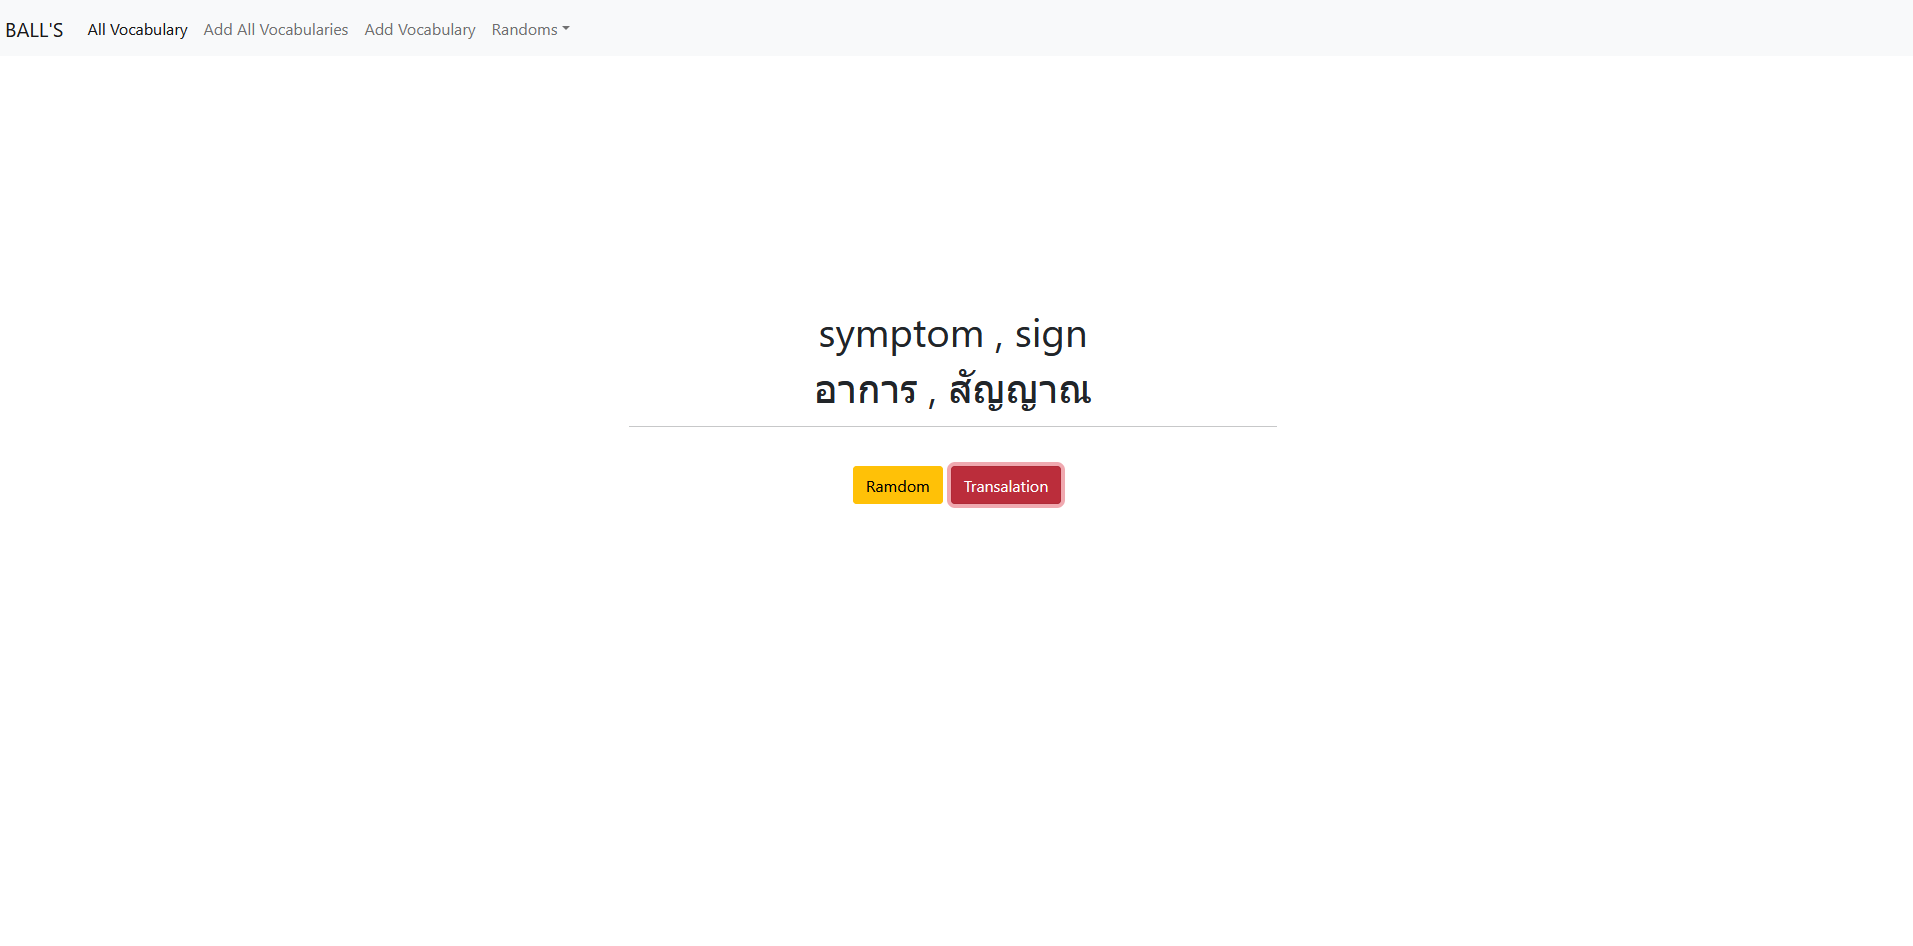 BALL'S All Vocabulary Add All Vocabularies Add Vocabulary Randoms
symptom , sign
อาการ , สัญญาณ
Ramdom Transalation